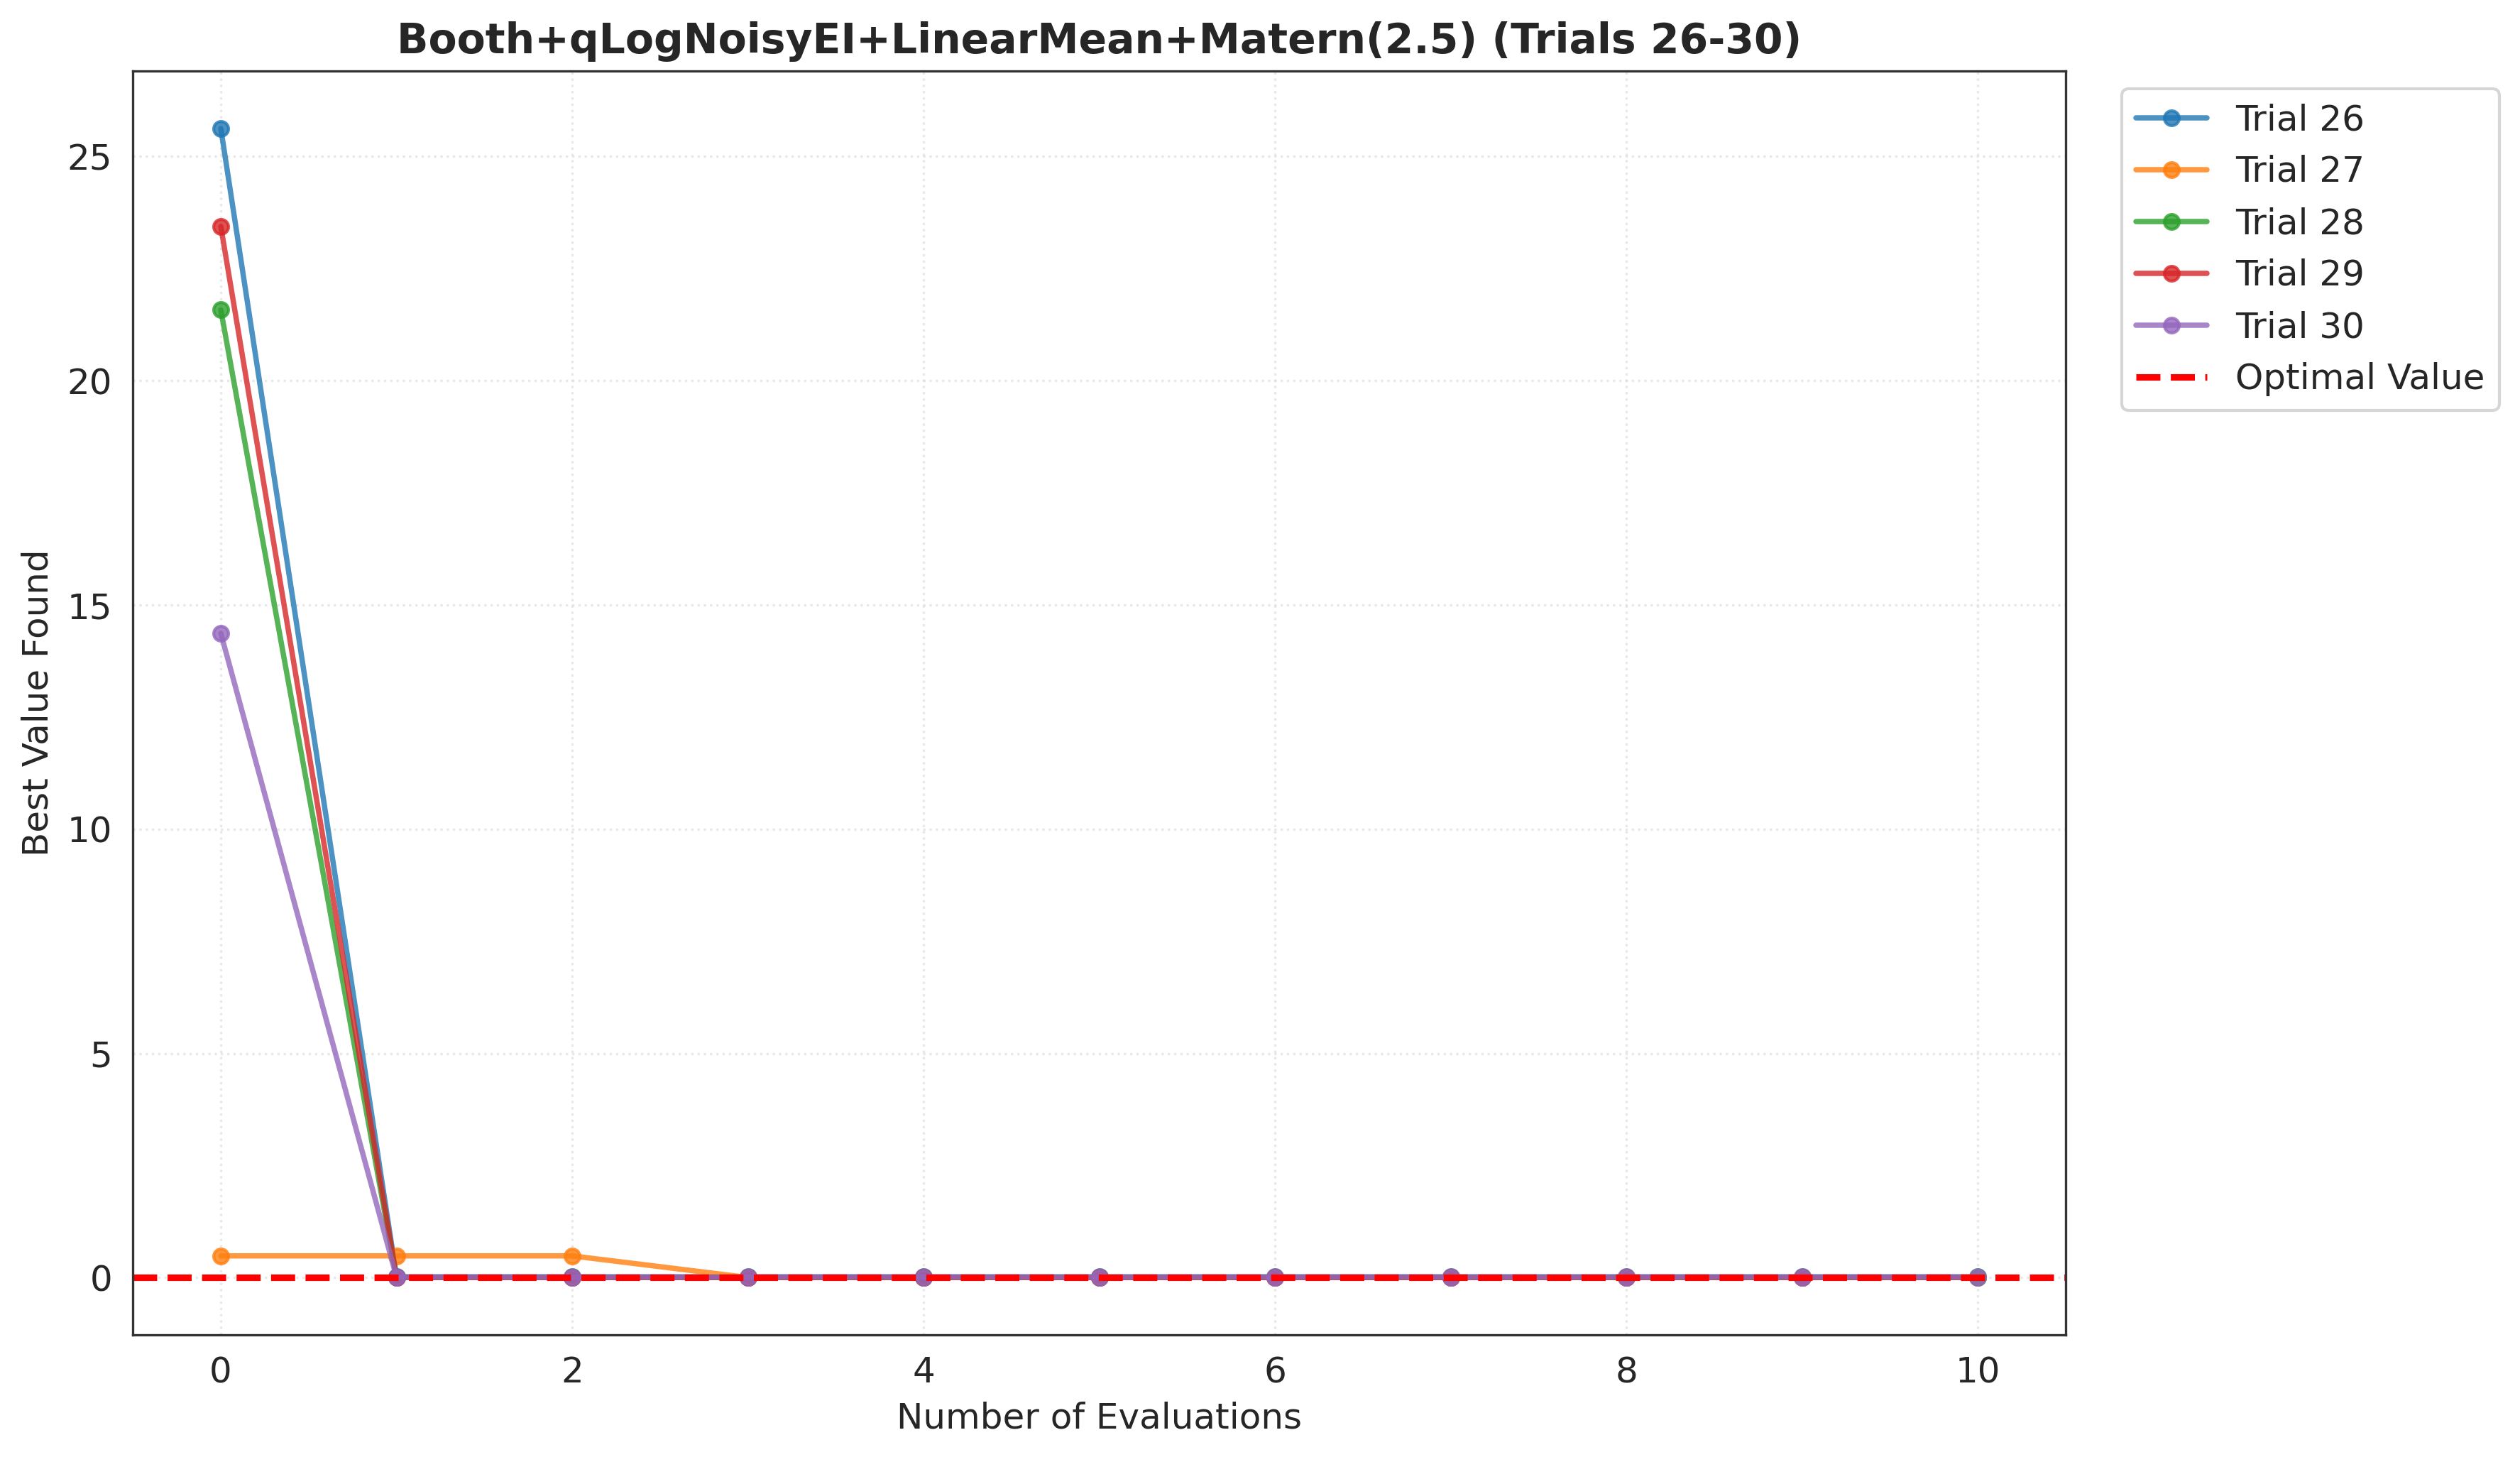 Booth+qLogNoisyEI+LinearMean+Matern(2.5) (Trials 26-30)
Trial 26
Trial 27
Trial 28
Trial 29
Trial 30
Optimal Value
Best Value Found
25
20
15
10
5
0
0 2 4 6 8 10
Number of Evaluations